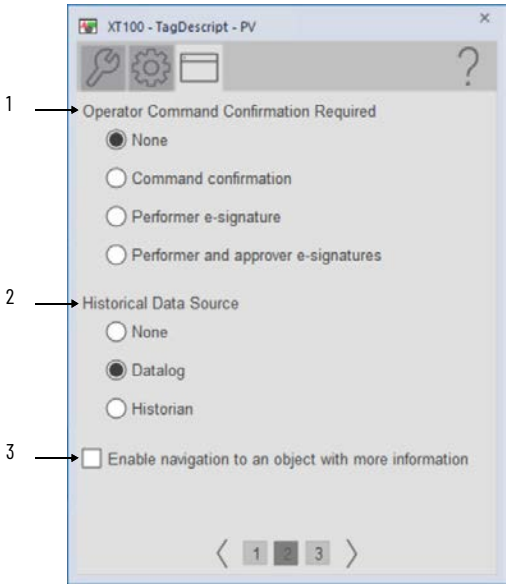 XT100 - TagDescript - PV
×
?
1
Operator Command Confirmation Required
None
Command confirmation
Performer e-signature
Performer and approver e-signatures
2
Historical Data Source
None
Datalog
Historian
3
Enable navigation to an object with more information
1 2 3